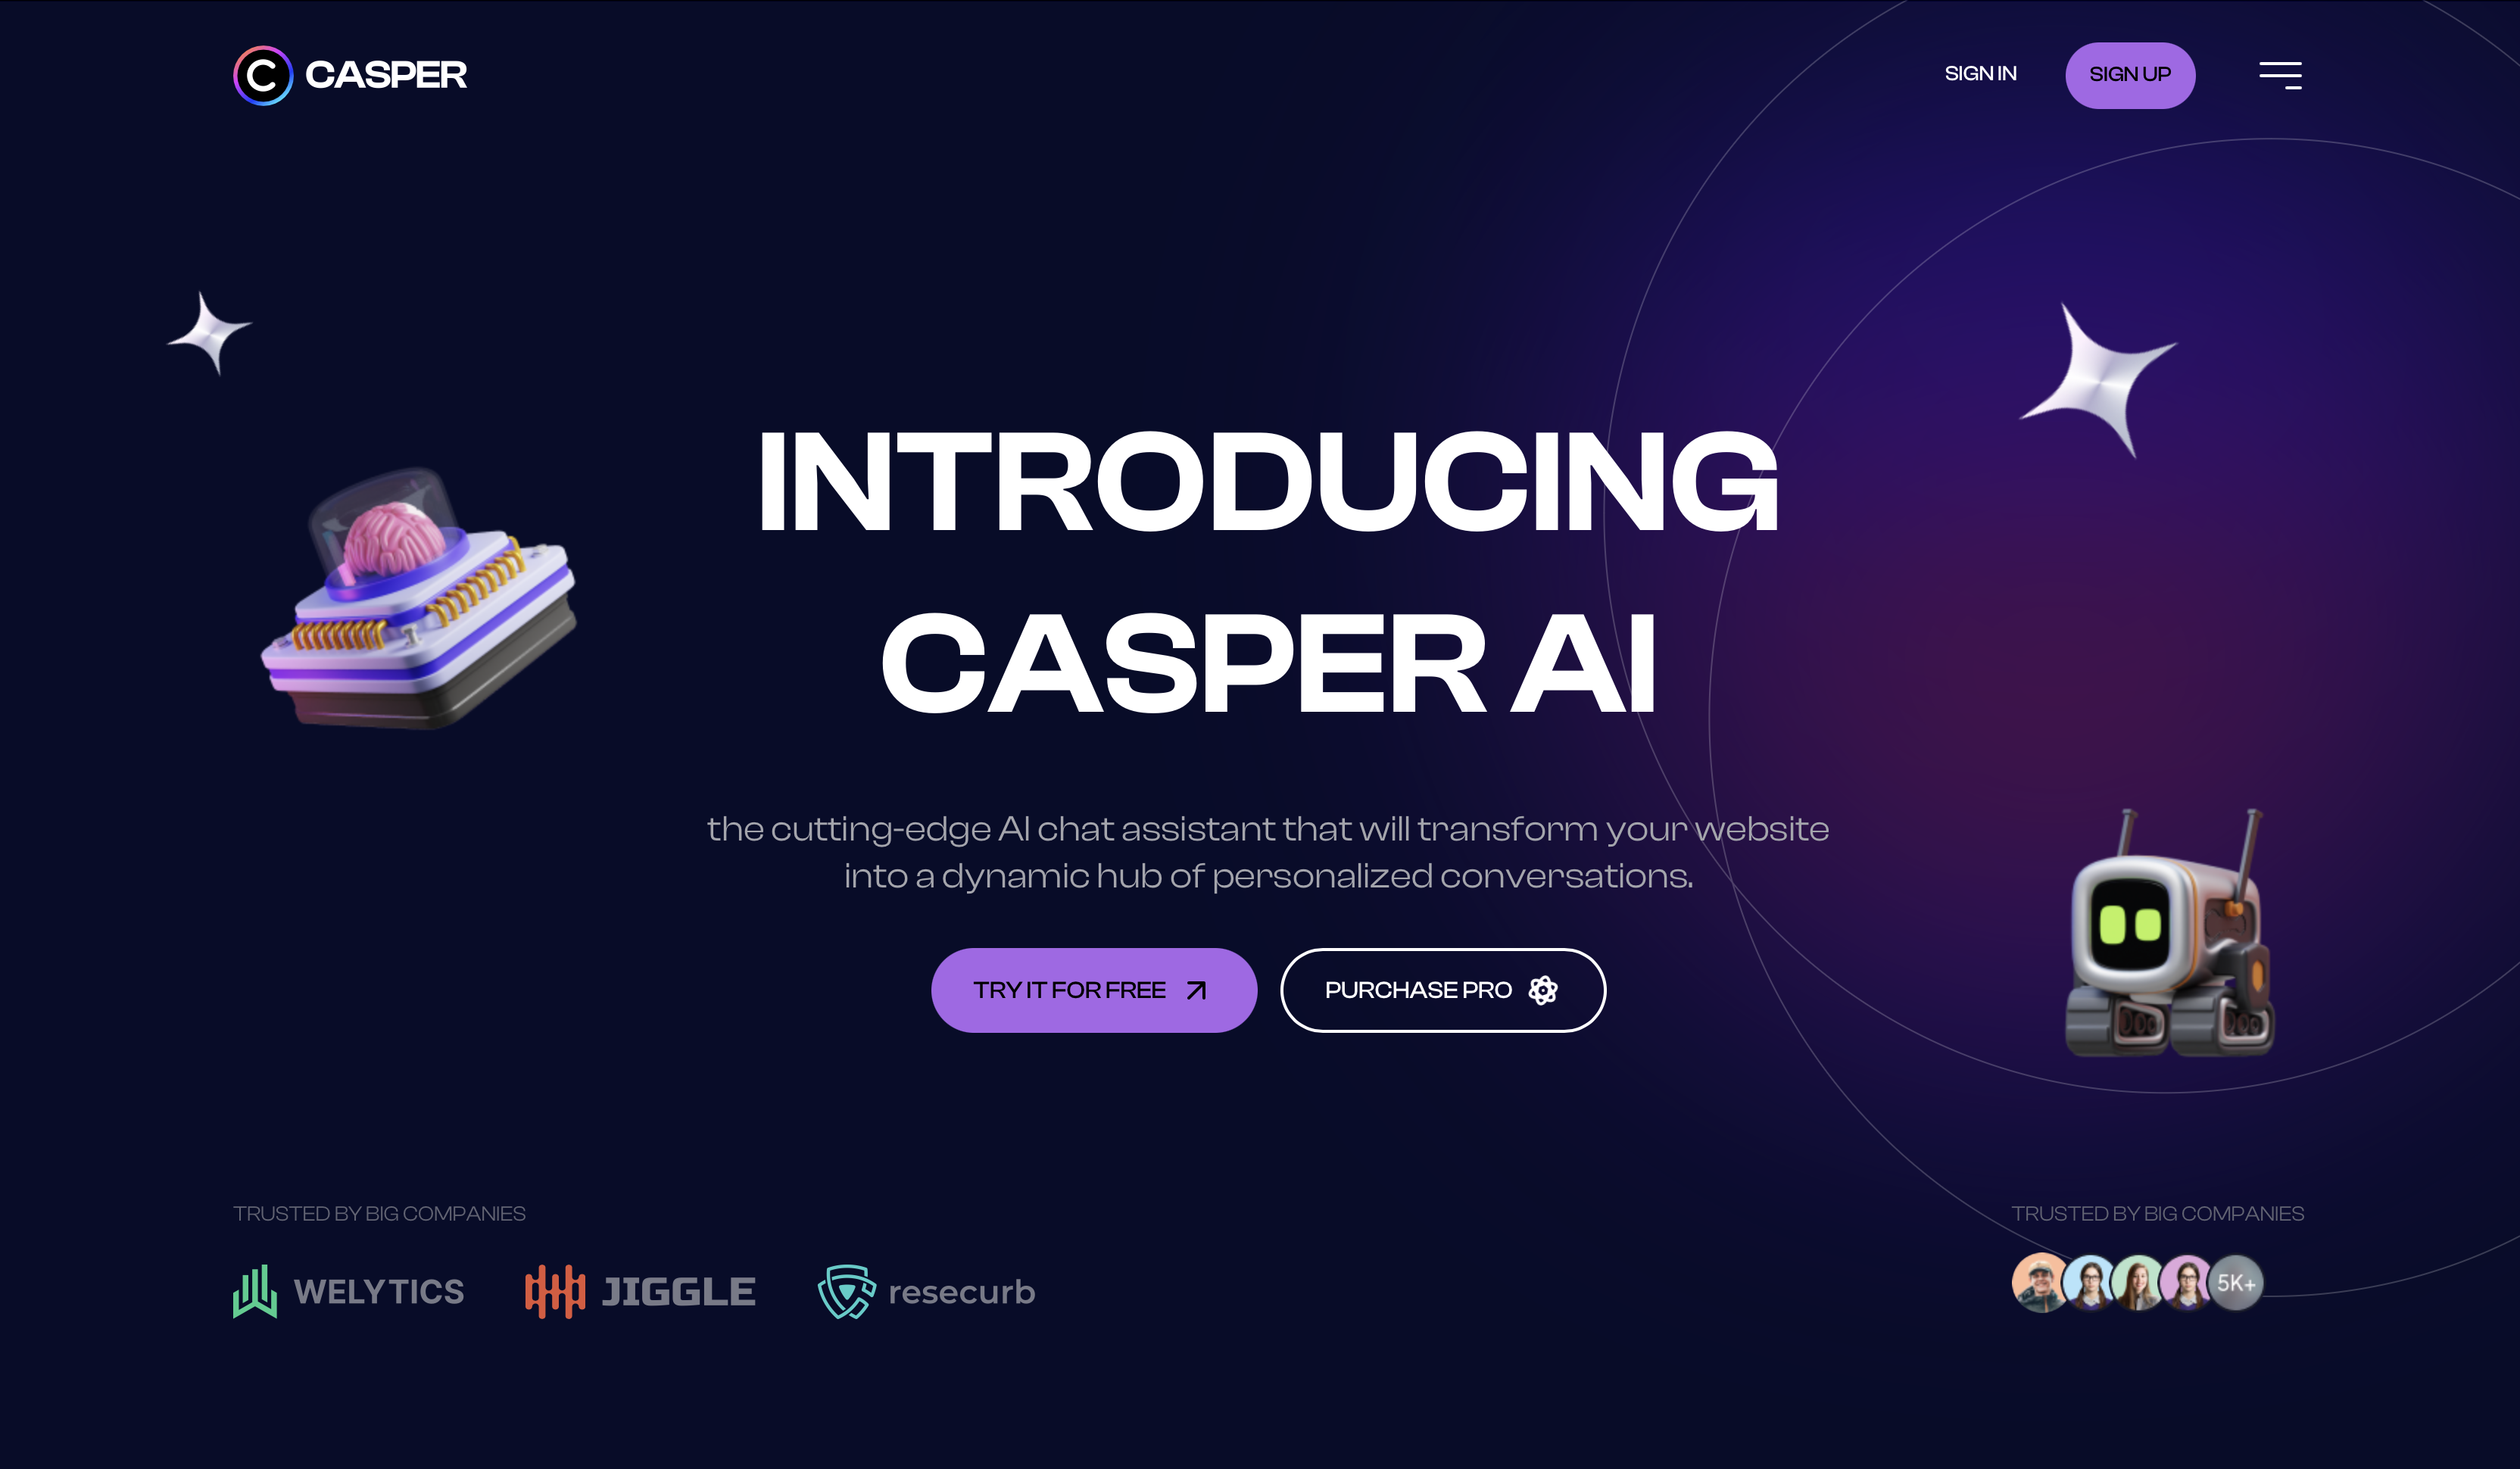 CASPER
SIGN IN
SIGN UP
INTRODUCING
CASPER AI
the cutting-edge AI chat assistant that will transform your website
into a dynamic hub of personalized conversations.
TRY IT FOR FREE
PURCHASE PRO
TRUSTED BY BIG COMPANIES
WELYTICS
JIGGLE
resecurb
TRUSTED BY BIG COMPANIES
5K+